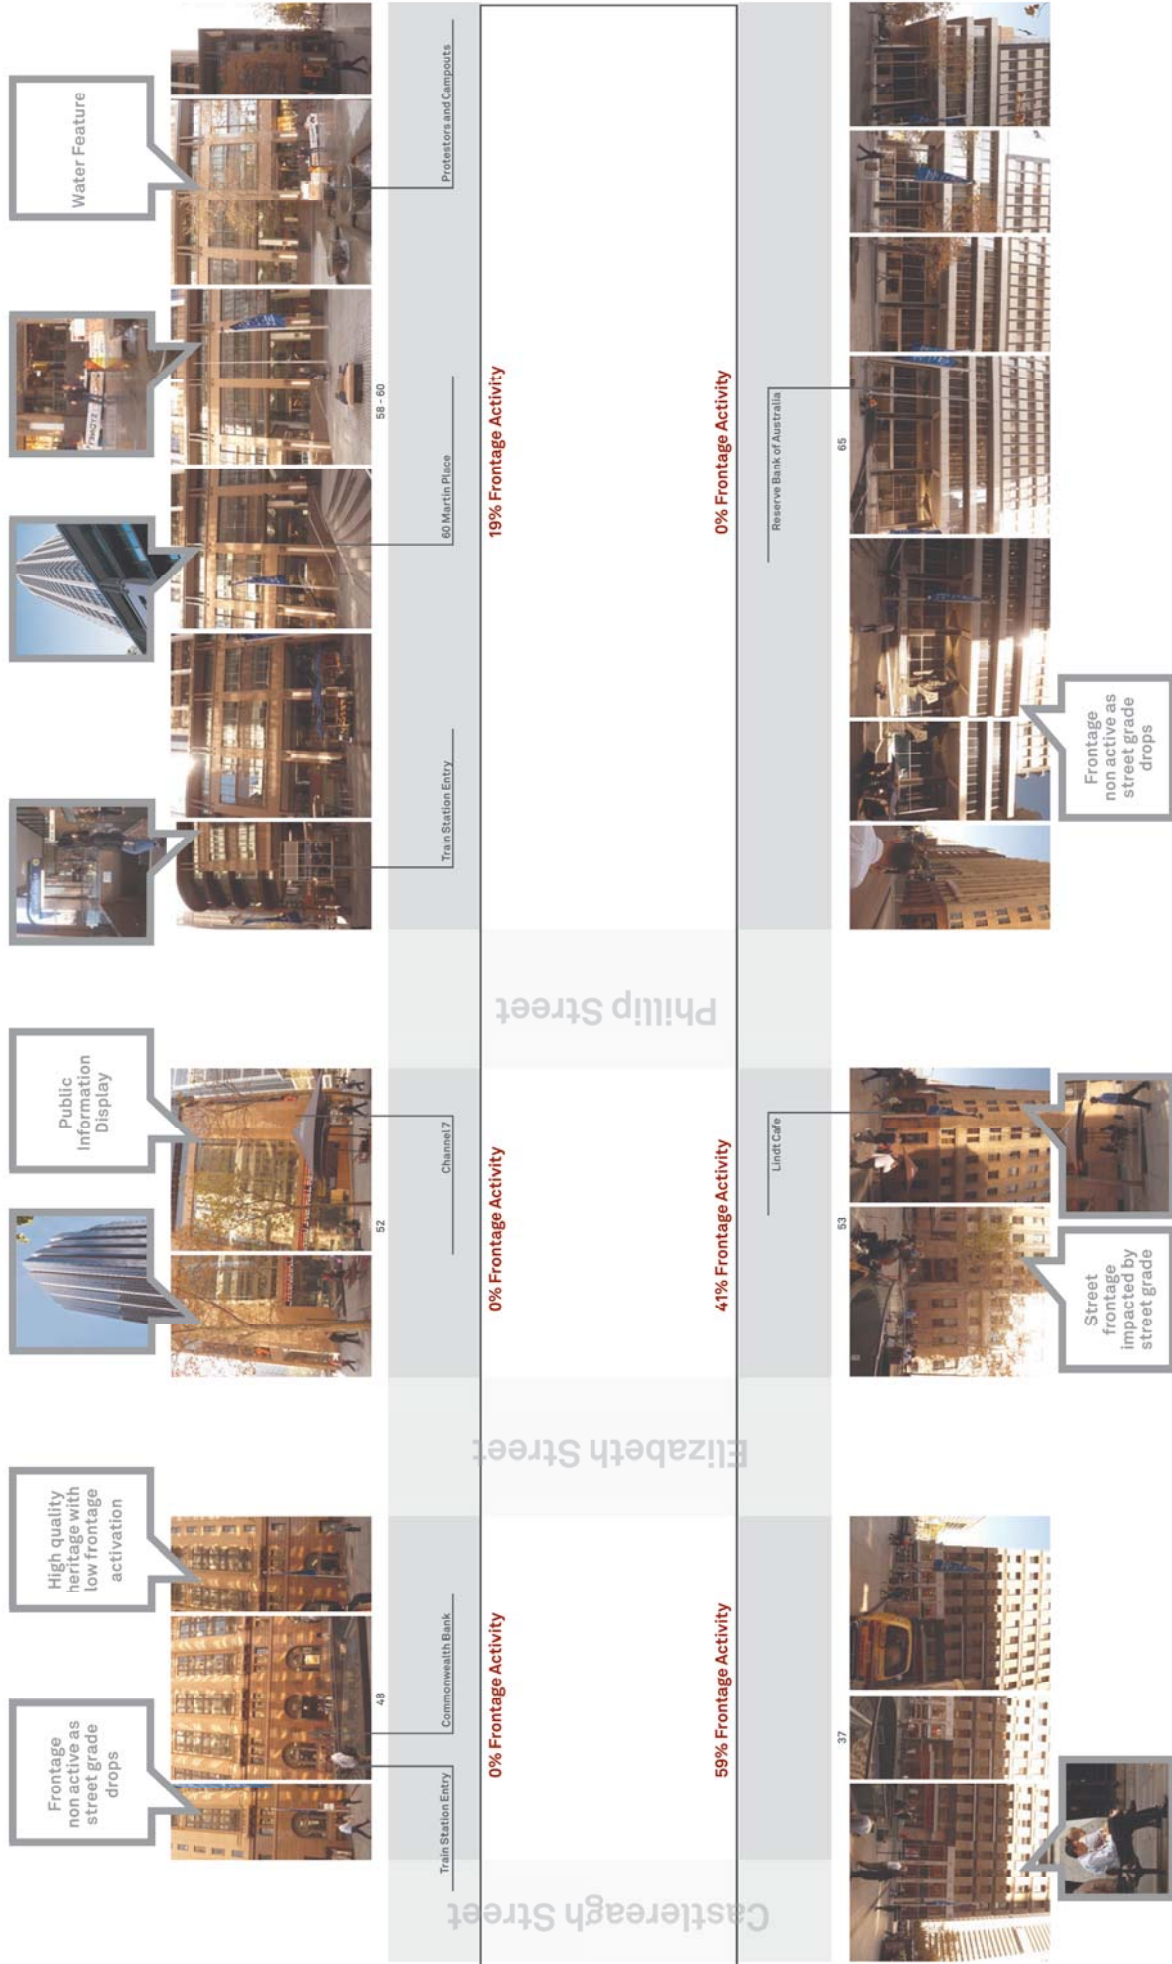 Frontage
non active as
street grade
drops
High quality
heritage with
low frontage
activation
Public
Information
Display
Water Feature
48
52
58 - 60
Train Station Entry
Commonwealth Bank
Channel 7
Train Station Entry
60 Martin Place
Protestors and Campouts
0% Frontage Activity
0% Frontage Activity
19% Frontage Activity
Castlereagh Street
Elizabeth Street
Phillip Street
59% Frontage Activity
41% Frontage Activity
0% Frontage Activity
Lindt Cafe
Reserve Bank of Australia
37
53
65
Street
frontage
impacted by
street grade
Frontage
non active as
street grade
drops